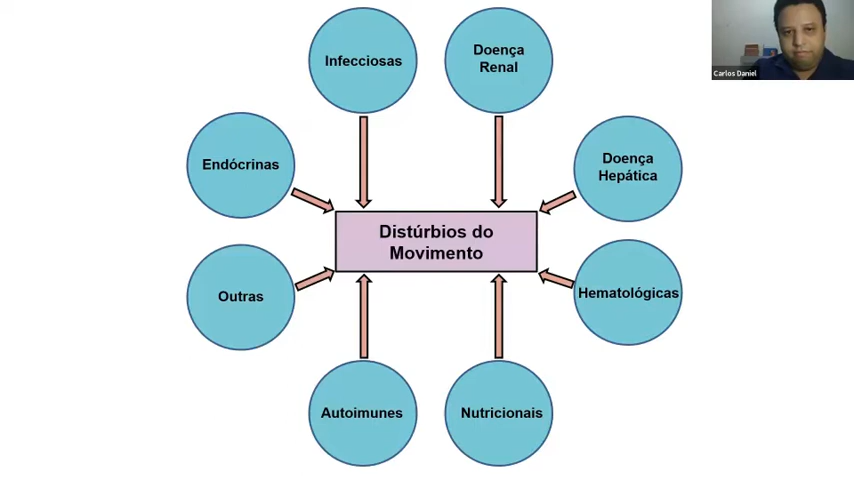 Infecciosas
Doença
Renal
Carlos Daniel
Endócrinas
Doença
Hepática
Distúrbios do
Movimento
Outras
Hematológicas
Autoimunes
Nutricionais